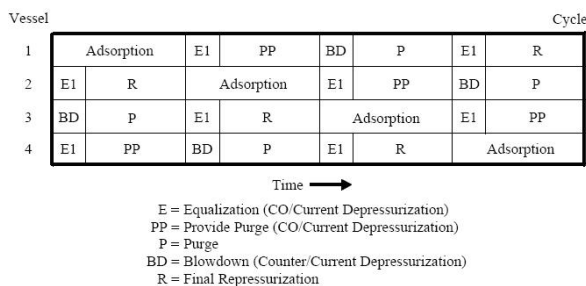 Vessel Cycle
1 Adsorption E1 PP BD P E1 R
2 E1 R Adsorption E1 PP BD P
3 BD P E1 R Adsorption E1 PP
4 E1 PP BD P E1 R Adsorption
Time
E = Equalization (CO/Current Depressurization)
PP = Provide Purge (CO/Current Depressurization)
P = Purge
BD = Blowdown (Counter/Current Depressurization)
R = Final Repressurization